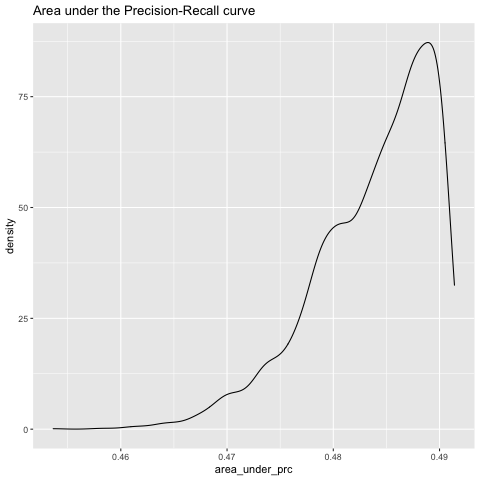 Area under the Precision-Recall curve
density
75
50
25
0
0.46 0.47 0.48 0.49
area_under_prc